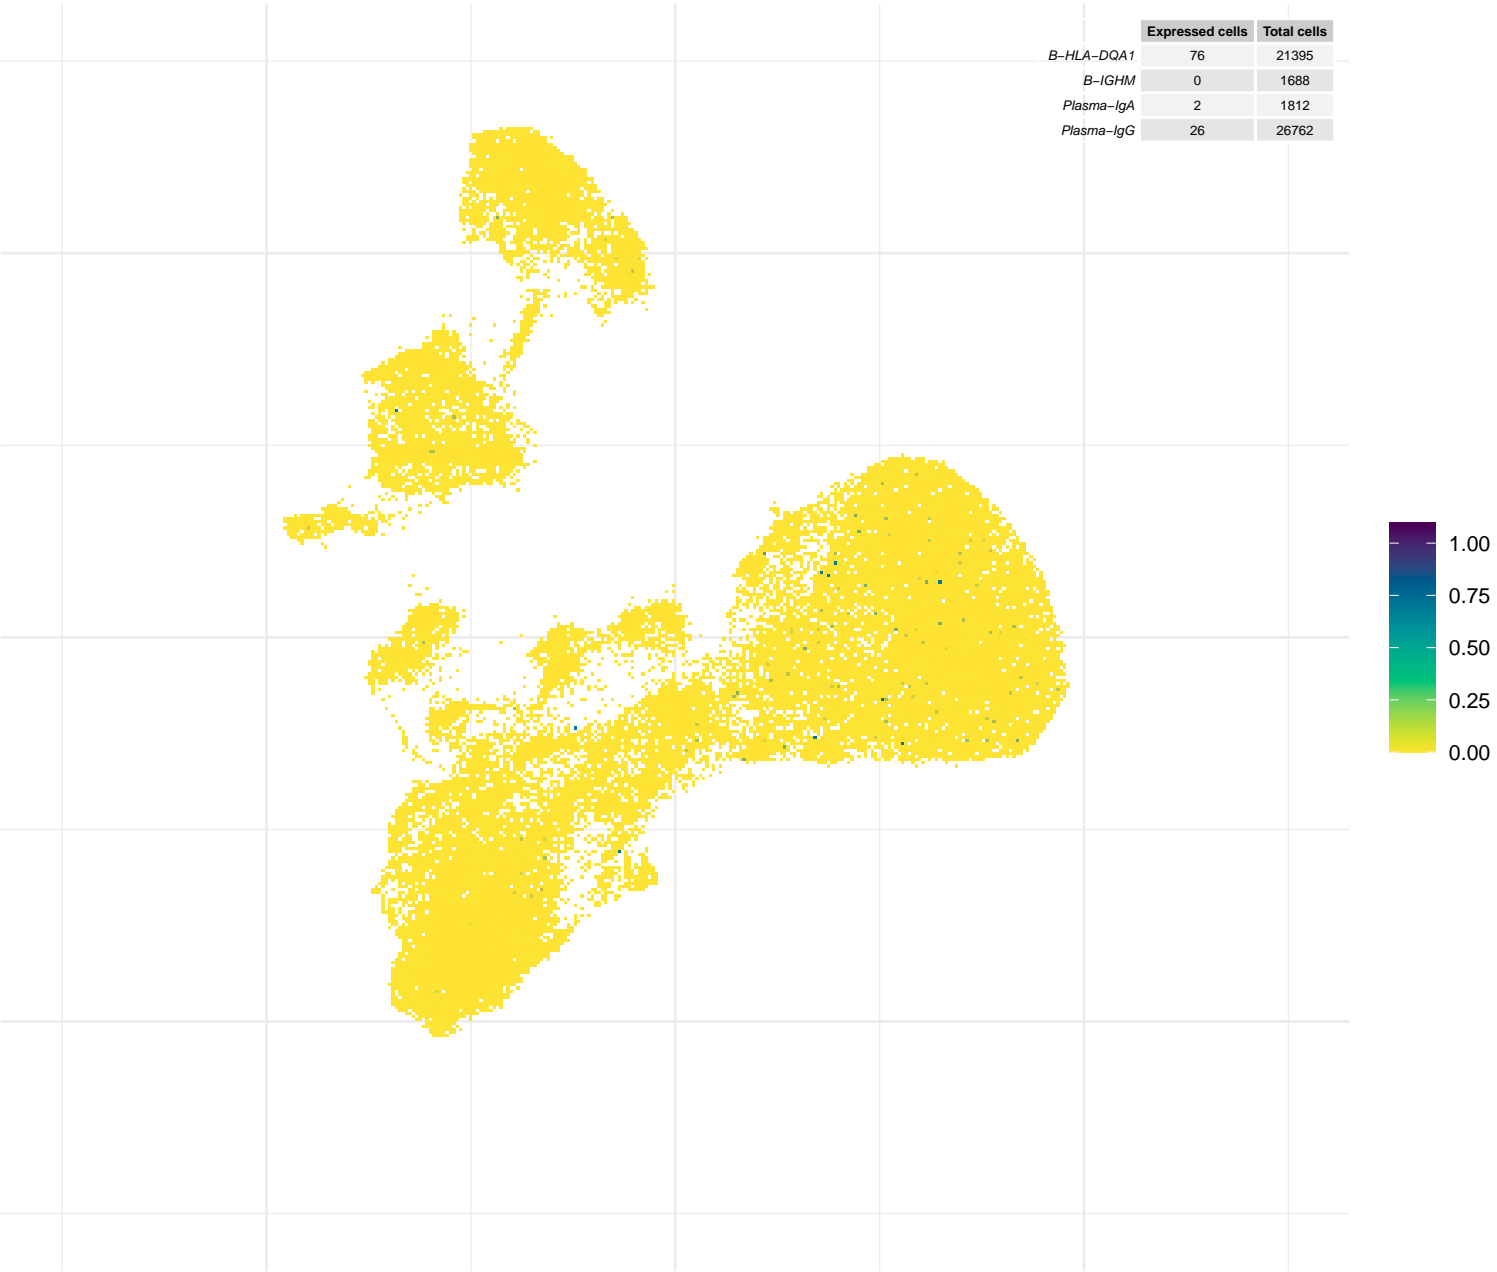 Expressed cells Total cells
B−HLA−DQA1 76 21395
B−IGHM 0 1688
Plasma−IgA 2 1812
Plasma−IgG 26 26762
1.00
0.75
0.50
0.25
0.00